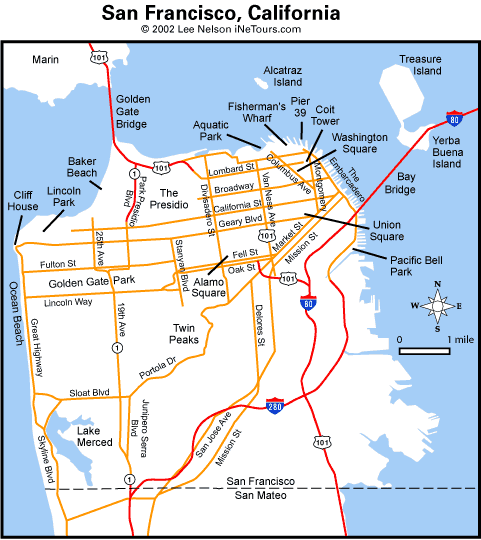 San Francisco, California
© 2002 Lee Nelson iNetTours.com
Marin
101
Golden
Gate
Bridge
Alcatraz
Island
Treasure
Island
Fisherman's
Wharf
Pier
39
Coit
Tower
Aquatic
Park
Washington
Square
80
Yerba
Buena
Island
Bay
Bridge
Baker
Beach
Lincoln
Park
Cliff
House
The
Presidio
101
1
Park Presidio
Blvd
Lombard St
Columbus Ave
Montgomery
The
Embarcadero
Broadway
Divisadero St
Van Ness Ave
California St
Geary Blvd
101
Market St
Mission St
Union
Square
Pacific Bell
Park
25th Ave
Stanyan Blvd
Fulton St
Fell St
Oak St
Golden Gate Park
Alamo
Square
101
80
Lincoln Way
Ocean Beach
Great Highway
19th Ave
1
Twin
Peaks
Delores St
Portola Dr
N
W
E
S
0
1 mile
Sloat Blvd
280
Skyline Blvd
Lake
Merced
Junipero Serra
Blvd
San Jose Ave
Mission St
101
1
San Francisco
San Mateo